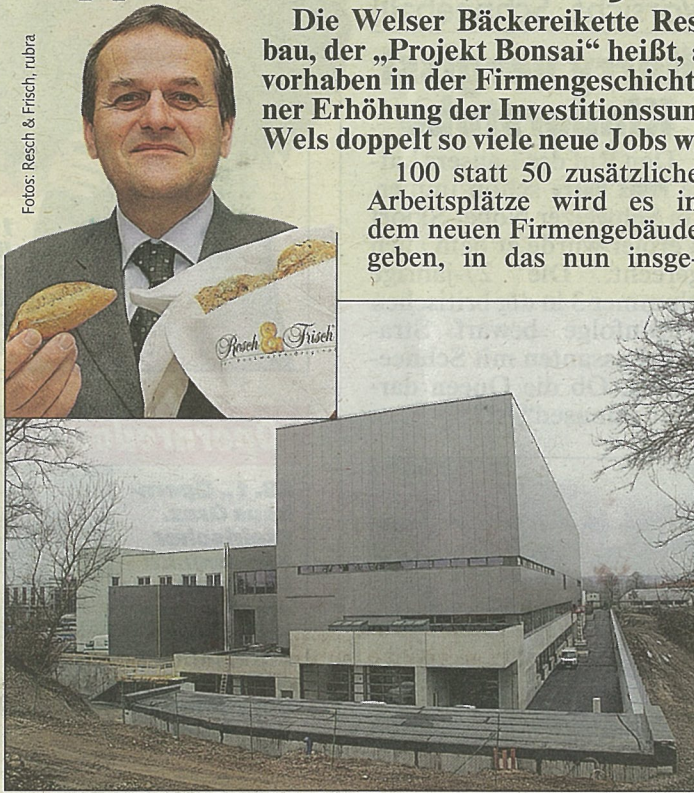 Die Welser Bäckereikette Res
bau, der „Projekt Bonsai“ heißt,
vorhaben in der Firmengeschicht
ner Erhöhung der Investitionssun
Wels doppelt so viele neue Jobs w
100 statt 50 zusätzliche
Arbeitsplätze wird es in
dem neuen Firmengebäude
geben, in das nun insge-
Fotos: Resch & Frisch, rubra
Resch & Frisch